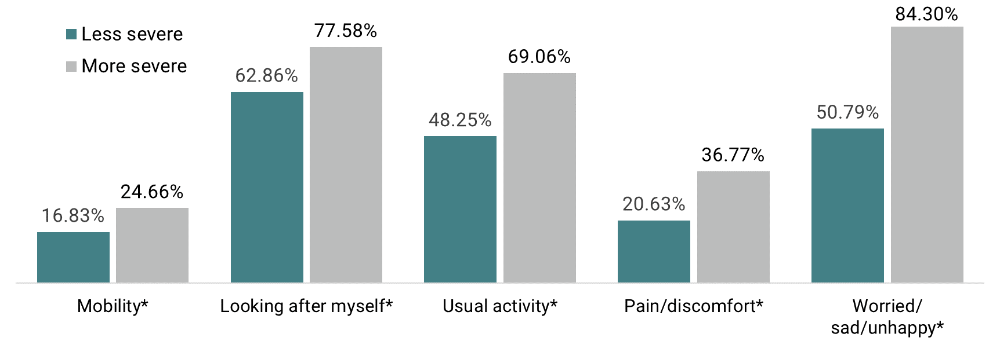 Less severe
More severe
16.83%
24.66%
62.86%
77.58%
48.25%
69.06%
20.63%
36.77%
50.79%
84.30%
Mobility*
Looking after myself*
Usual activity*
Pain/discomfort*
Worried/
sad/unhappy*